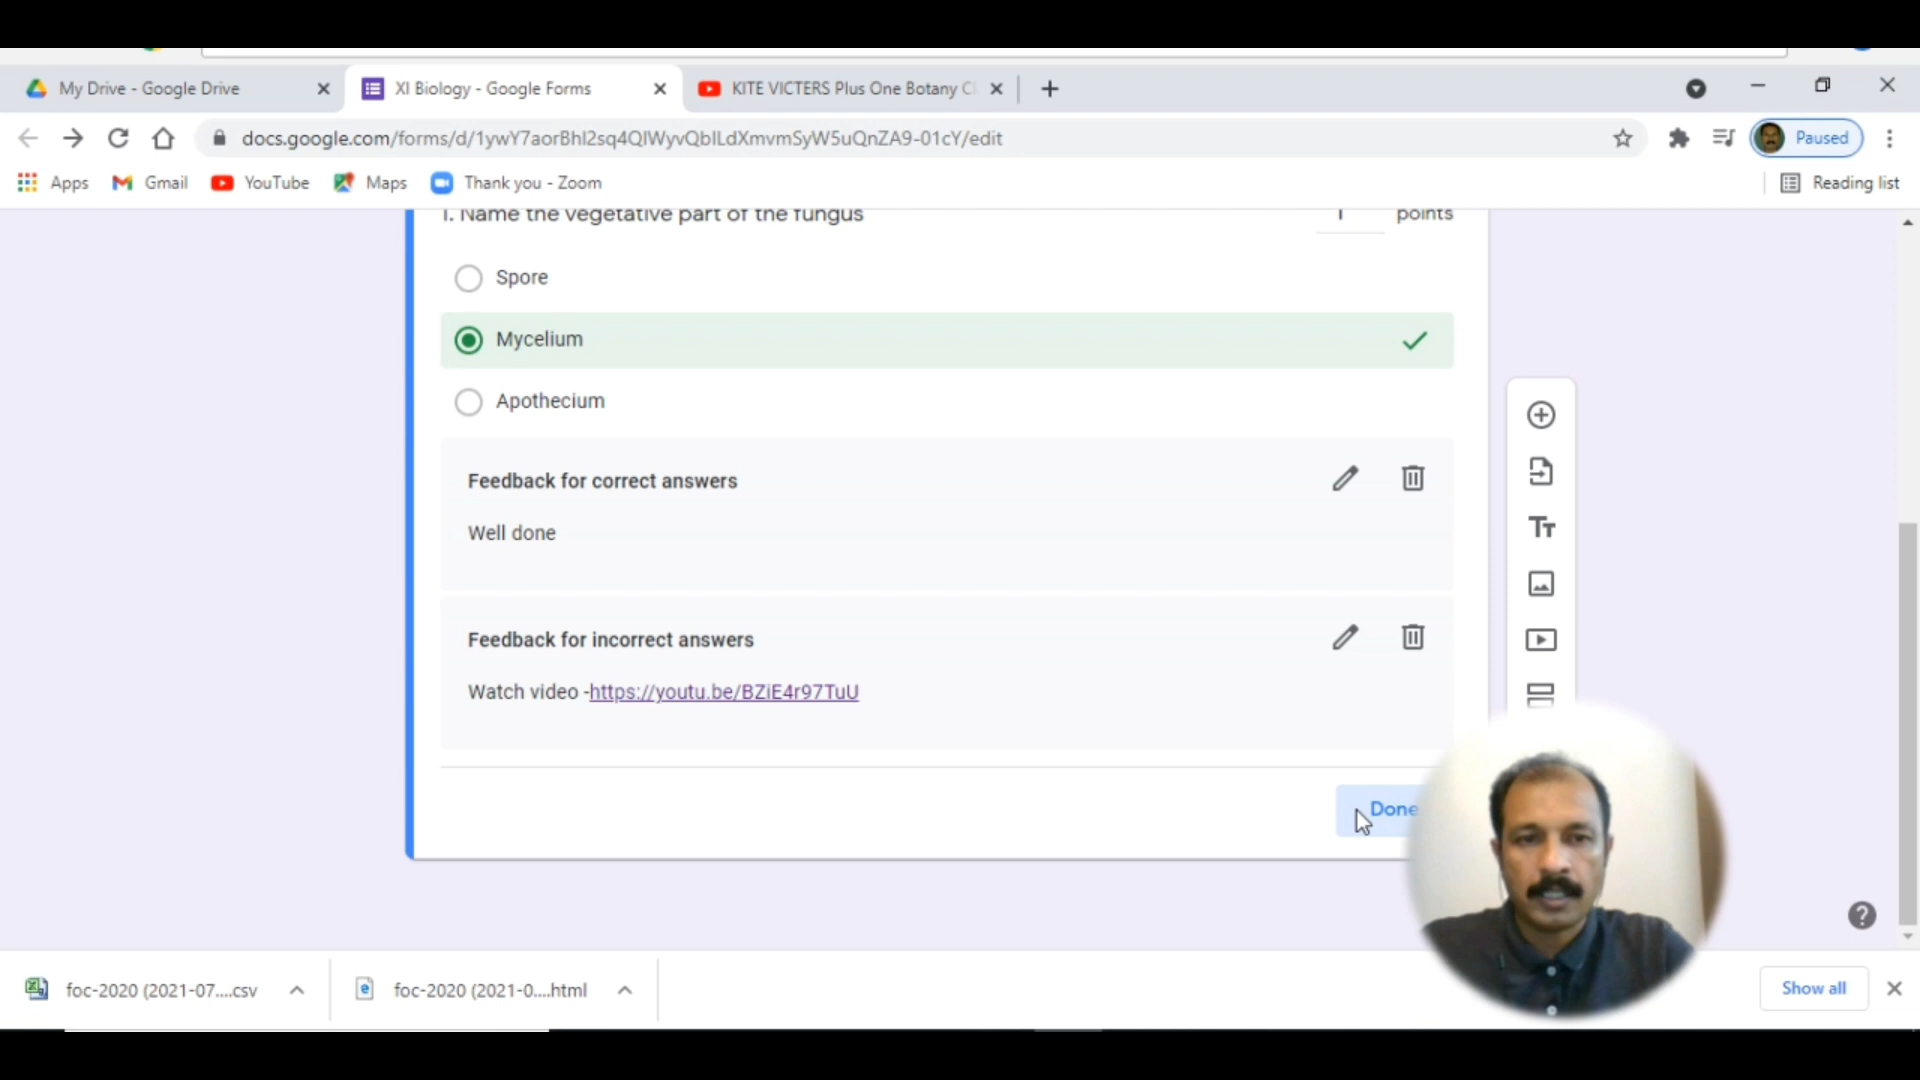 My Drive - Google Drive
XI Biology - Google Forms
KITE VICTERS Plus One Botany Cl
docs.google.com/forms/d/1ywY7aorBhI2sq4QIWyvQbILdXmvmSyW5uQnZA9-01cY/edit
Paused
Apps
Gmail
YouTube
Maps
Thank you - Zoom
Reading list
1. Name the vegetative part of the fungus
1 points
Spore
Mycelium
Apothecium
Feedback for correct answers
Well done
Feedback for incorrect answers
Watch video -https://youtu.be/BZiE4r97TuU
Done
foc-2020 (2021-07....csv
foc-2020 (2021-0....html
Show all